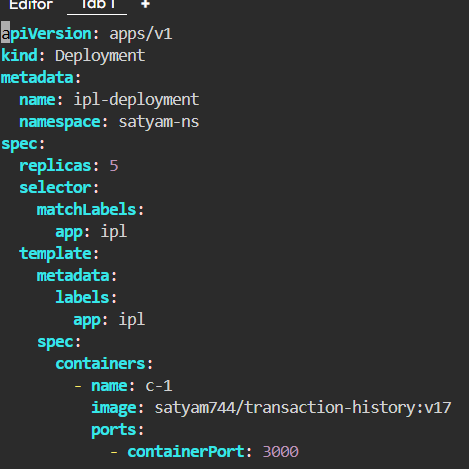 Editor Tab 1 +
apiVersion: apps/v1
kind: Deployment
metadata:
  name: ipl-deployment
  namespace: satyam-ns
spec:
  replicas: 5
  selector:
    matchLabels:
      app: ipl
  template:
    metadata:
      labels:
        app: ipl
    spec:
      containers:
        - name: c-1
          image: satyam744/transaction-history:v17
          ports:
            - containerPort: 3000